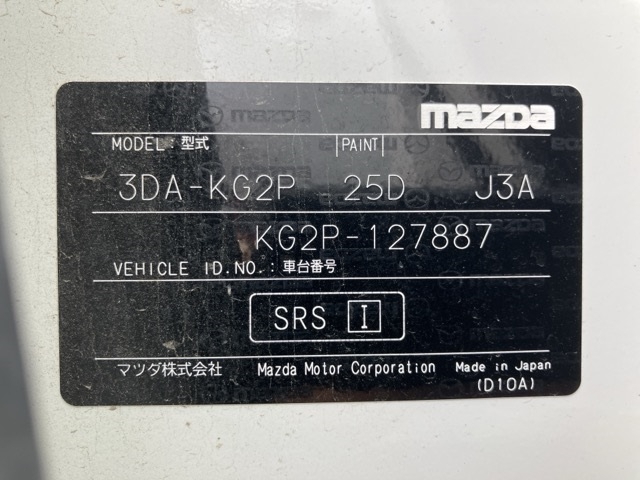 mazda
MODEL: 型式 PAINT
3DA-KG2P 25D J3A
KG2P-127887
VEHICLE ID.NO.: 車台番号
SRS I
マツダ株式会社 Mazda Motor Corporation Made in Japan
(D10A)